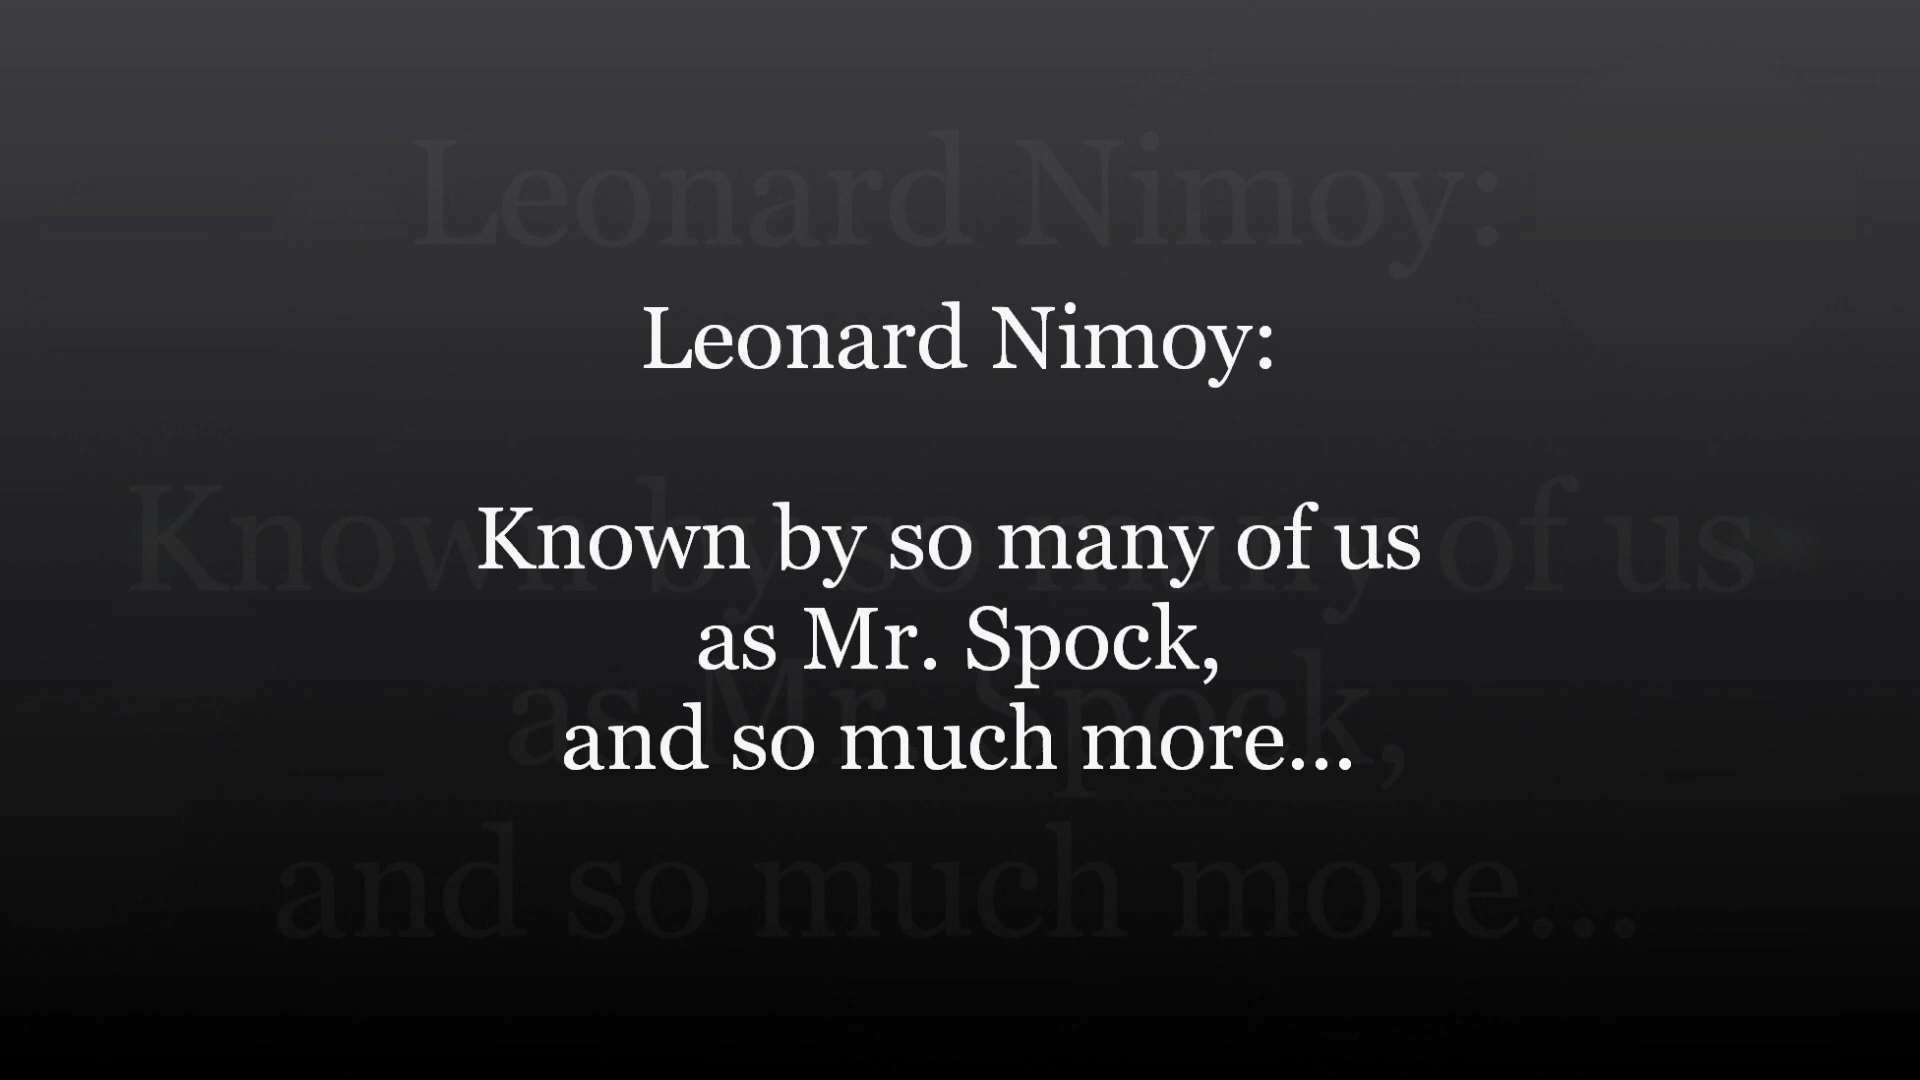 Leonard Nimoy:
Known by so many of us
as Mr. Spock,
and so much more...